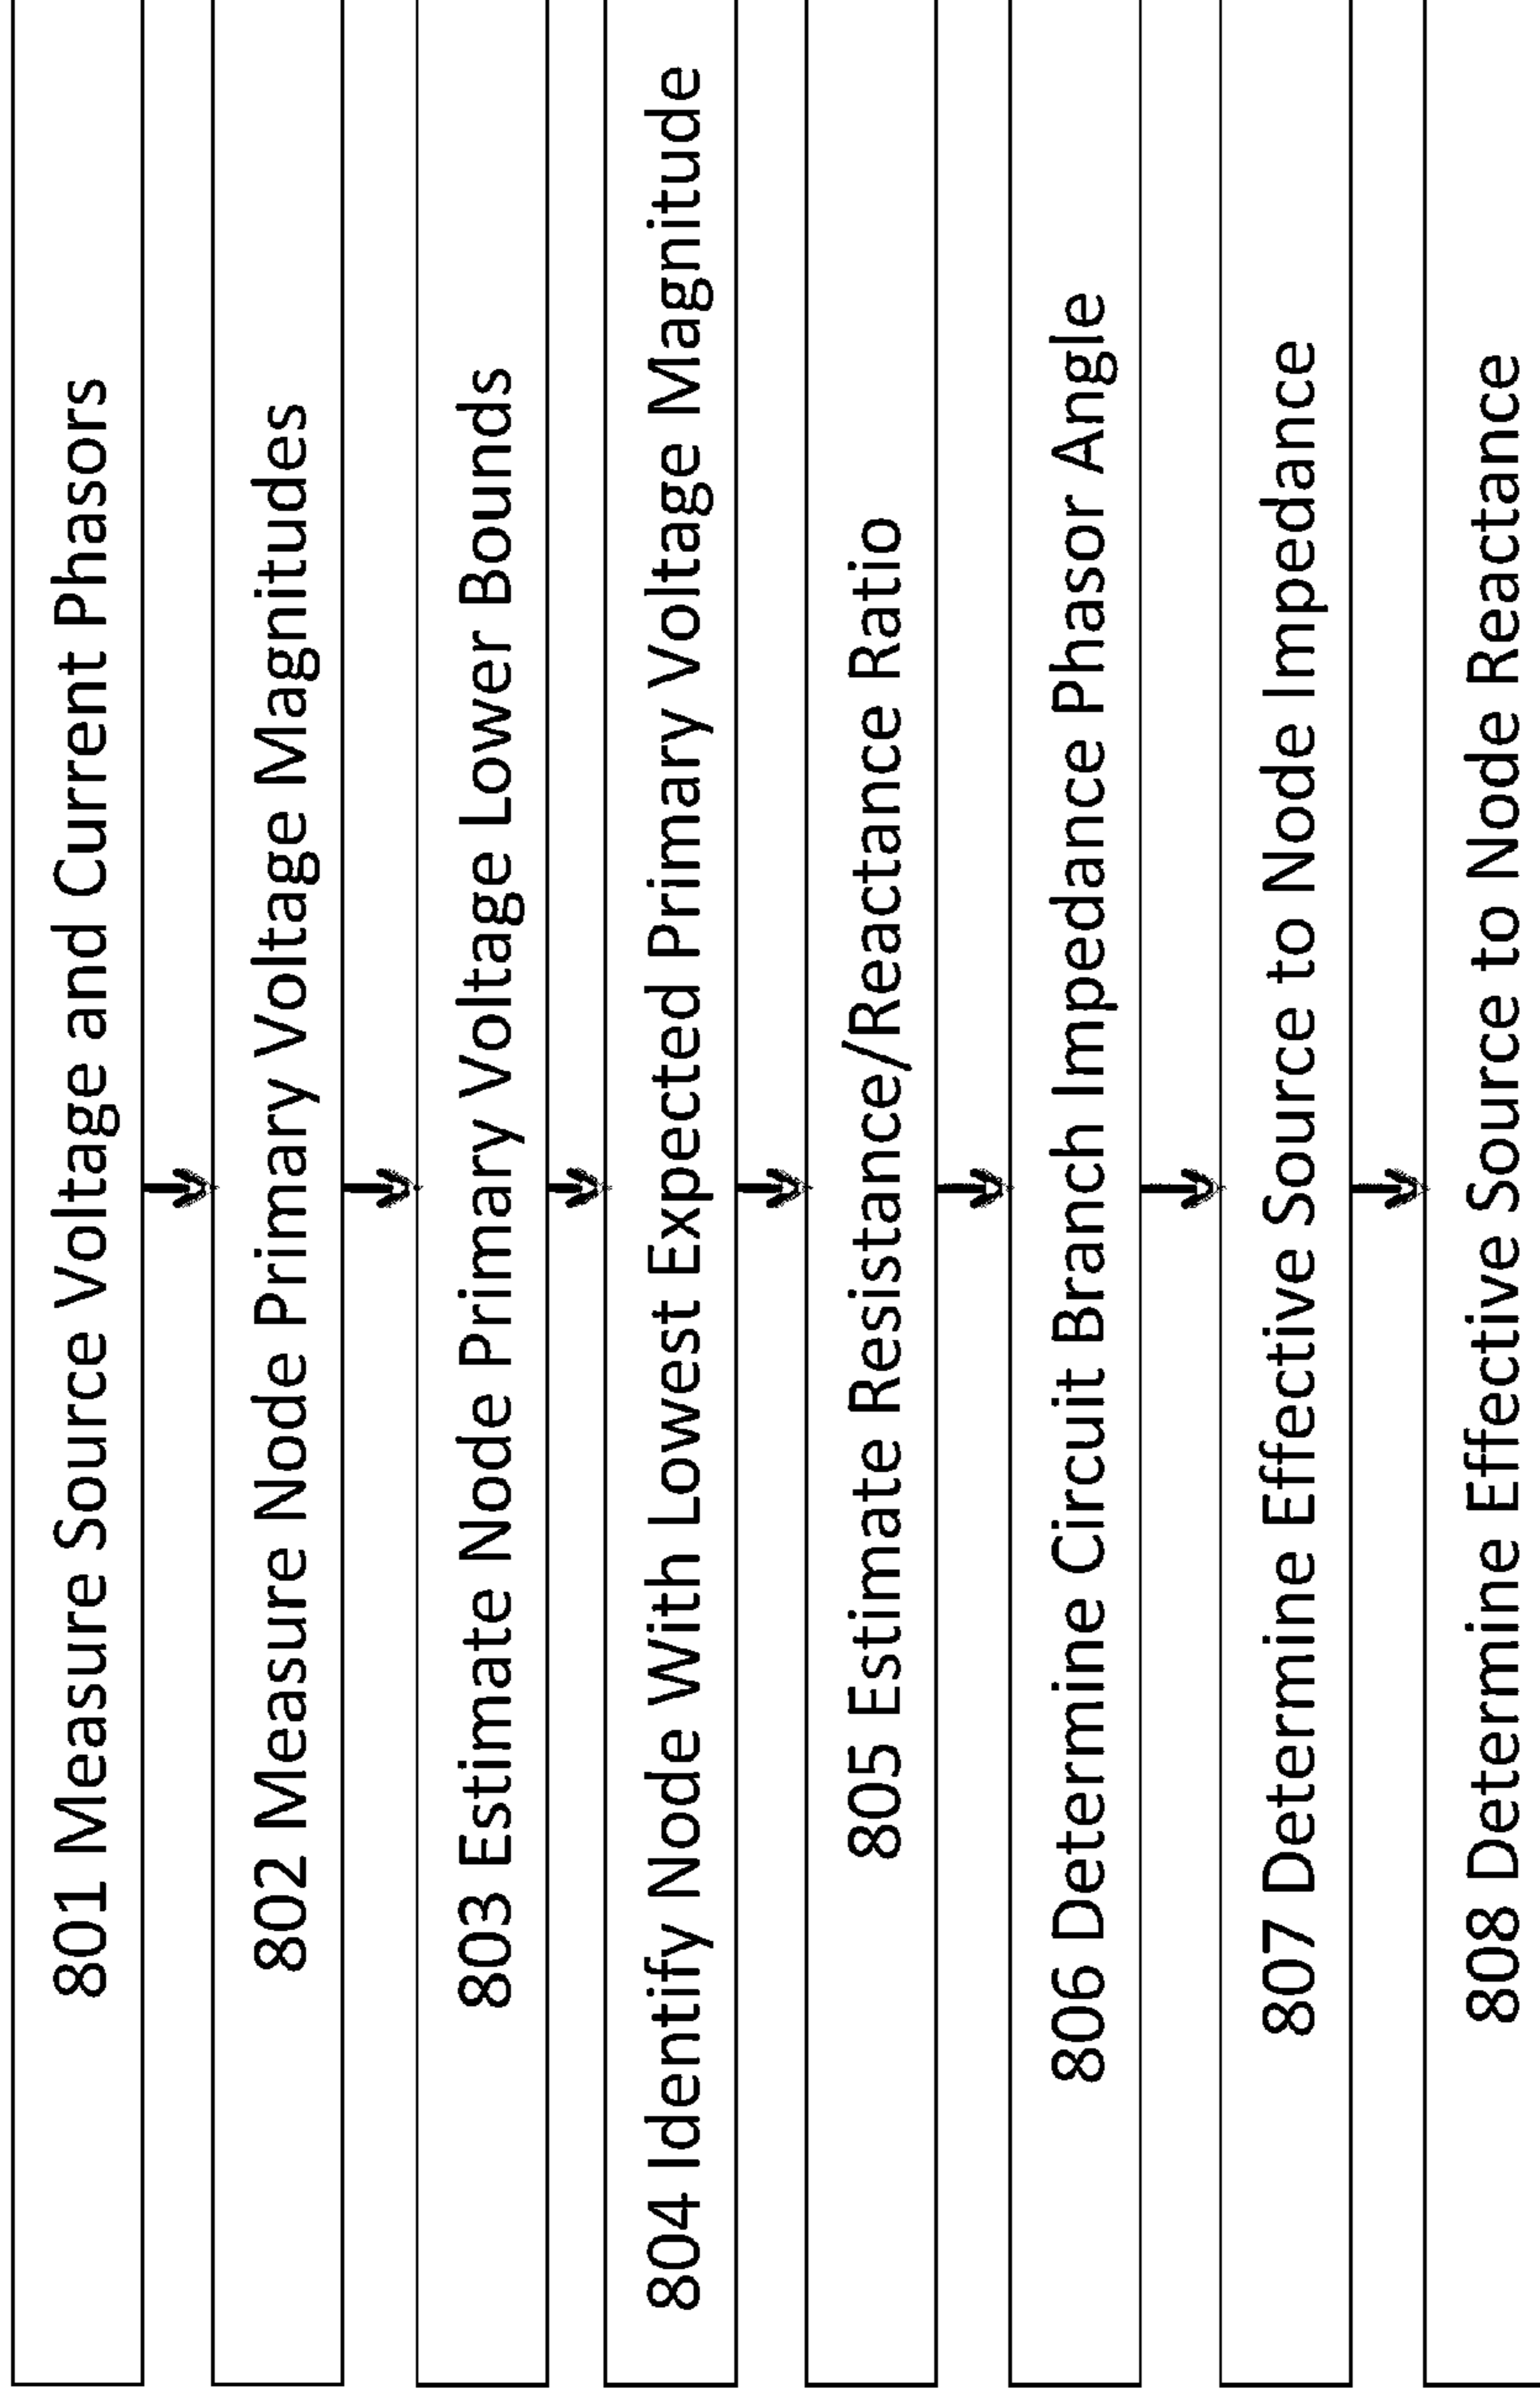 801 Measure Source Voltage and Current Phasors
802 Measure Node Primary Voltage Magnitudes
803 Estimate Node Primary Voltage Lower Bounds
804 Identify Node With Lowest Expected Primary Voltage Magnitude
805 Estimate Resistance/Reactance Ratio
806 Determine Circuit Branch Impedance Phasor Angle
807 Determine Effective Source to Node Impedance
808 Determine Effective Source to Node Reactance